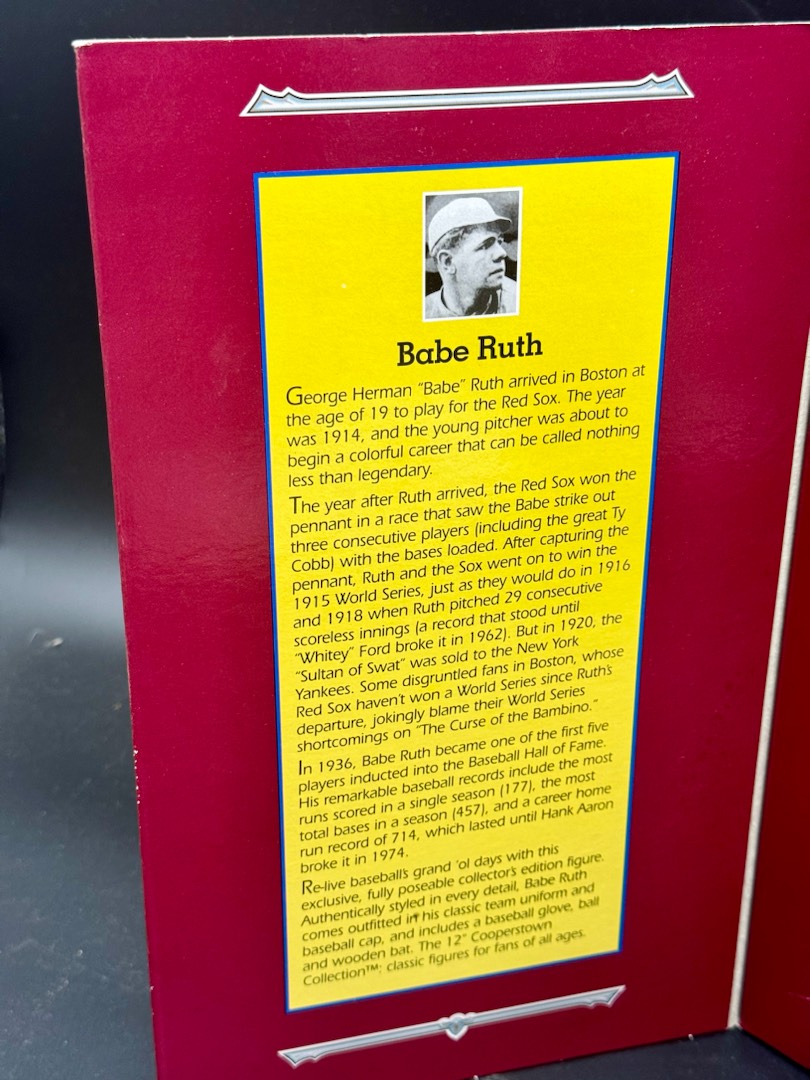 Babe Ruth
George Herman “Babe” Ruth arrived in Boston at
the age of 19 to play for the Red Sox. The year
was 1914, and the young pitcher was about to
begin a colorful career that can be called nothing
less than legendary.
The year after Ruth arrived, the Red Sox won the
pennant in a race that saw the Babe strike out
three consecutive players (including the great Ty
Cobb) with the bases loaded. After capturing the
pennant, Ruth and the Sox went on to win the
1915 World Series, just as they would do in 1916
and 1918 when Ruth pitched 29 consecutive
scoreless innings (a record that stood until
“Whitey” Ford broke it in 1962). But in 1920, the
“Sultan of Swat” was sold to the New York
Yankees. Some disgruntled fans in Boston, whose
Red Sox haven't won a World Series since Ruth's
departure, jokingly blame their World Series
shortcomings on “The Curse of the Bambino.”
In 1936, Babe Ruth became one of the first five
players inducted into the Baseball Hall of Fame.
His remarkable baseball records include the most
runs scored in a single season (177), the most
total bases in a season (457), and a career home
run record of 714, which lasted until Hank Aaron
broke it in 1974.
Re-live baseball's grand 'ol days with this
exclusive, fully poseable collector's edition figure.
Authentically styled in every detail, Babe Ruth
comes outfitted in his classic team uniform and
baseball cap, and includes a baseball glove, ball
and wooden bat. The 12" Cooperstown
Collection™; classic figures for fans of all ages.